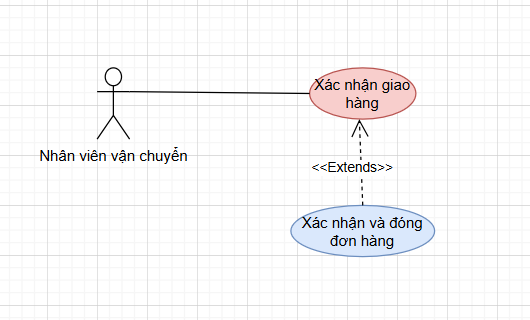 Xác nhận giao
hàng
Nhân viên vận chuyển
<<Extends>>
Xác nhận và đóng
đơn hàng